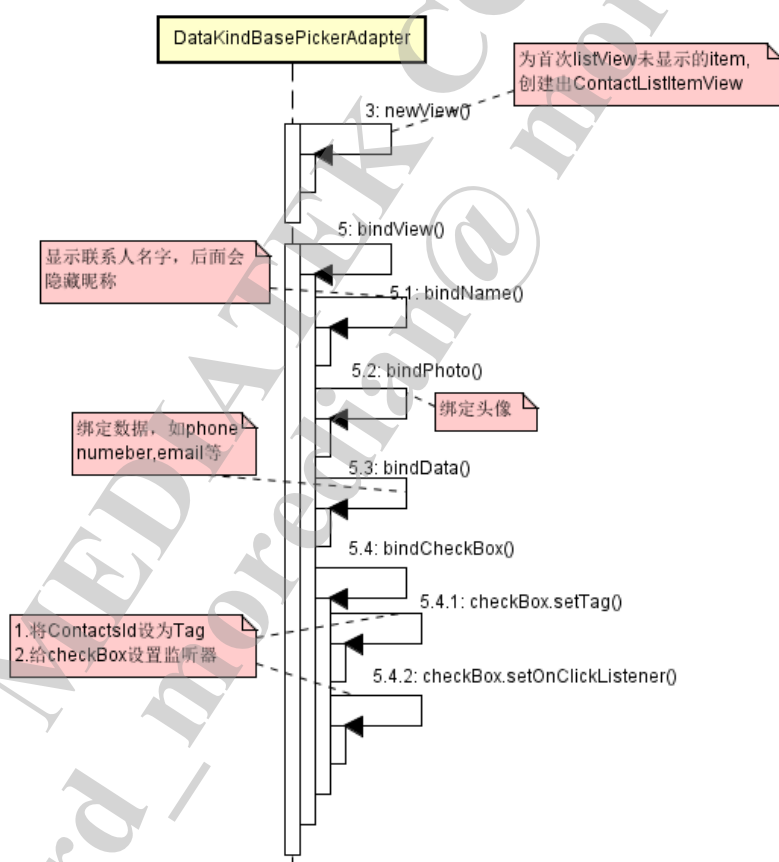 DataKindBasePickerAdapter
为首次listView未显示的item,
创建出ContactListItemView
3: newView()
5: bindView()
显示联系人名字，后面会
隐藏昵称
5.1: bindName()
5.2: bindPhoto()
绑定头像
绑定数据，如phone
numeber,email等
5.3: bindData()
5.4: bindCheckBox()
5.4.1: checkBox.setTag()
1.将ContactsId设为Tag
2.给checkBox设置监听器
5.4.2: checkBox.setOnClickListener()
MEDIATEK CO
rd_moredian@ mo